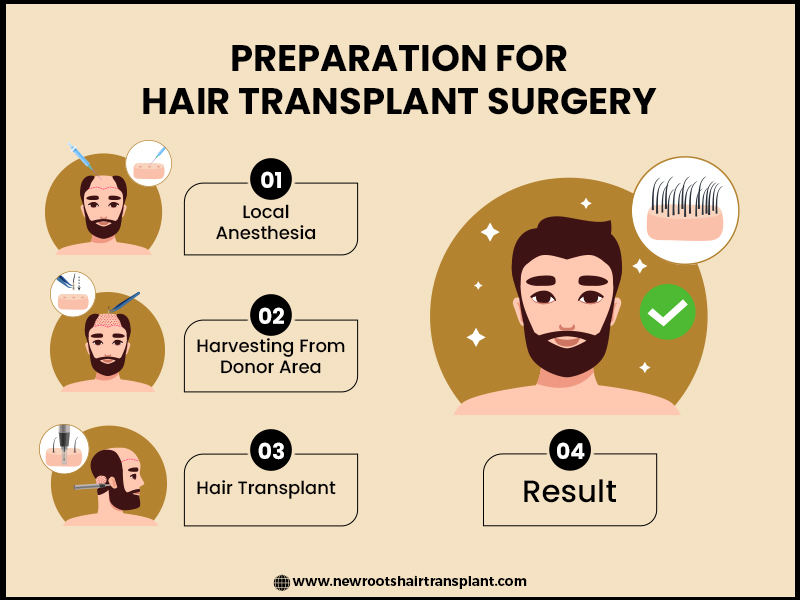 PREPARATION FOR
HAIR TRANSPLANT SURGERY
01
Local
Anesthesia
02
Harvesting From
Donor Area
03
Hair Transplant
04
Result
www.newrootshairtransplant.com